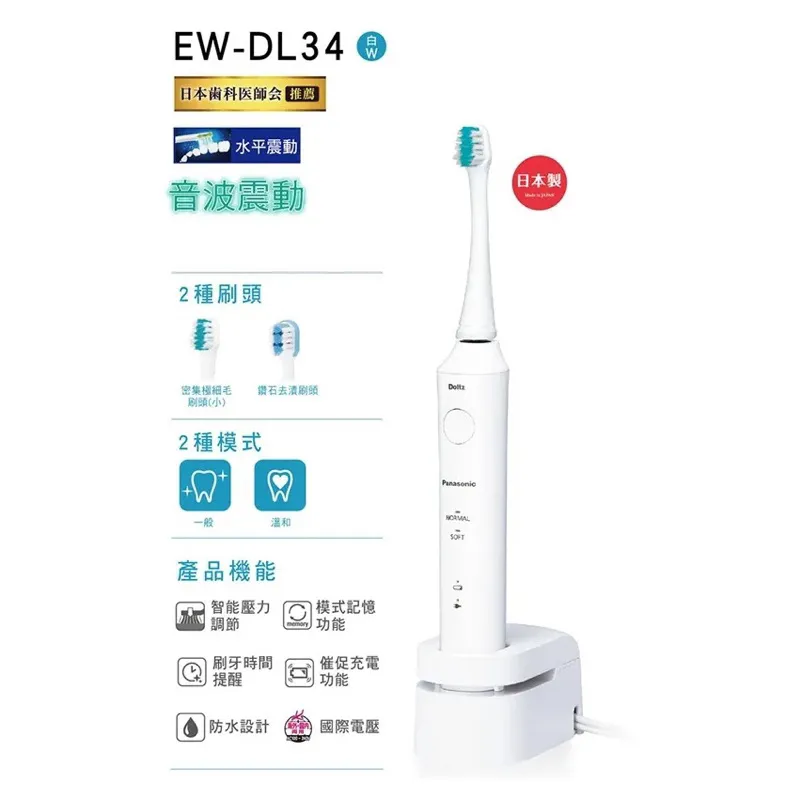 EW-DL34 白 W
日本歯科医師会 推薦
水平震動
音波震動
日本製
Made in JAPAN
2種刷頭
密集極細毛
刷頭(小)
鑽石去漬刷頭
2種模式
一般
溫和
產品機能
智能壓力
調節
memory
模式記憶
功能
刷牙時間
提醒
催促充電
功能
防水設計
國際電壓
Doltz
Panasonic
NORMAL
SOFT